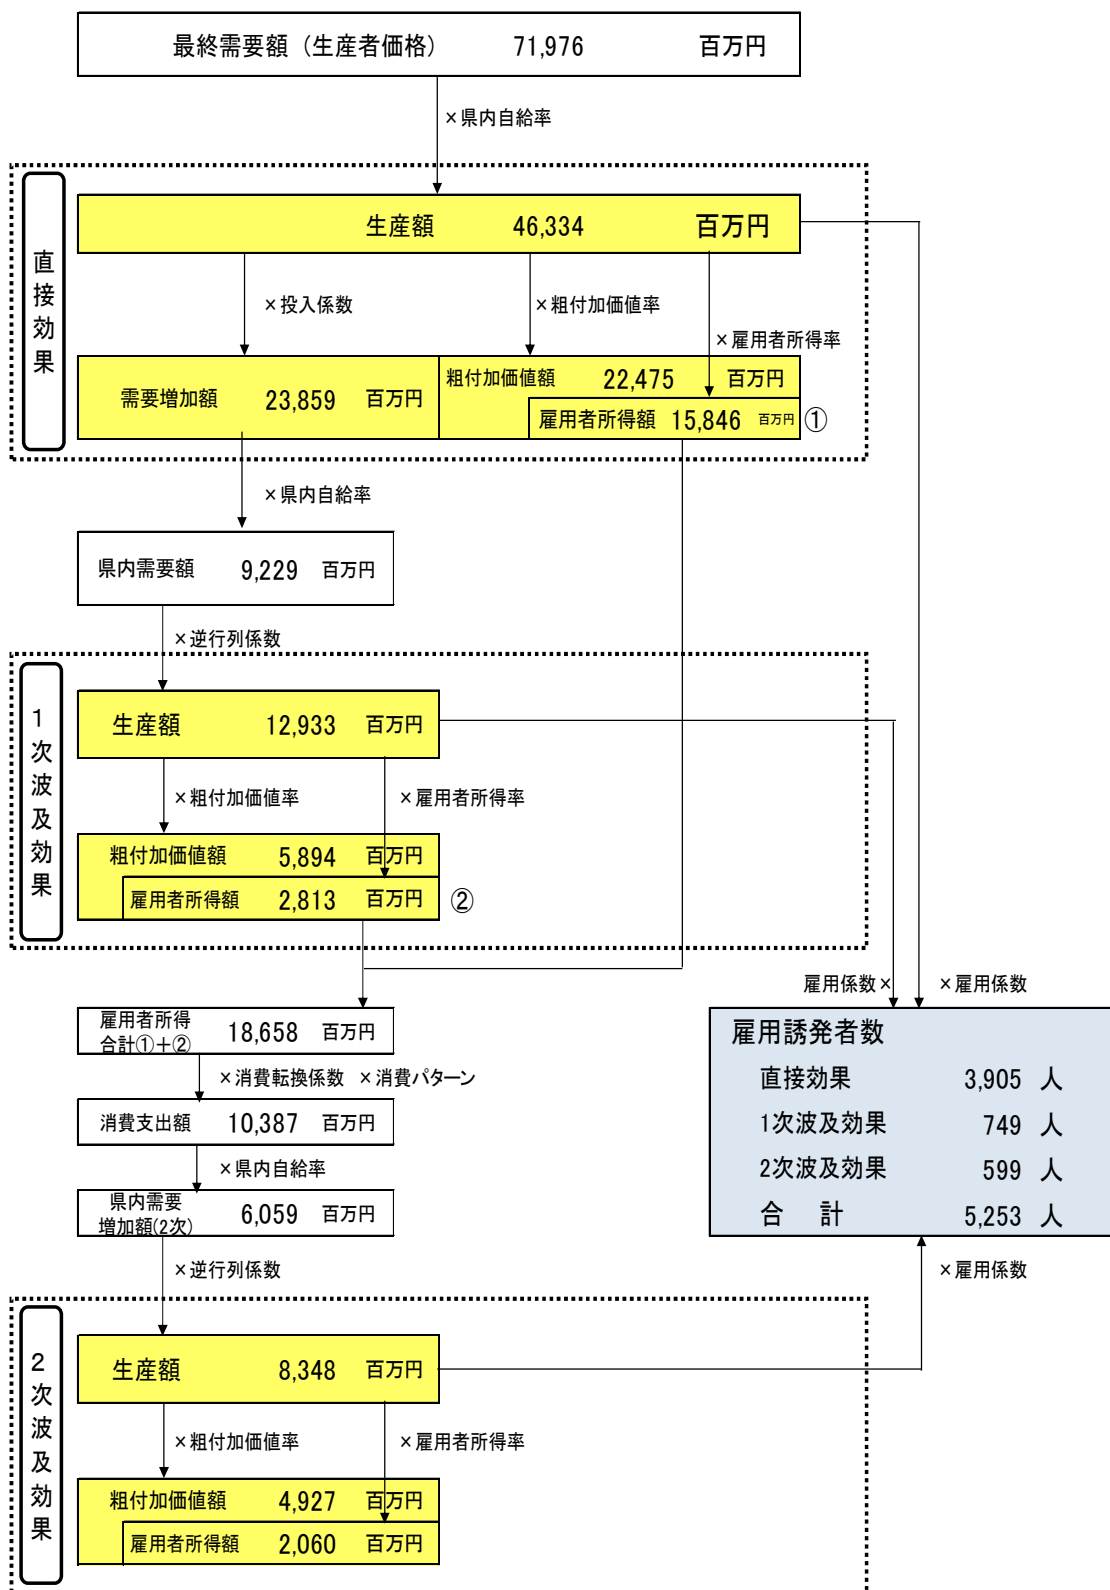 最終需要額（生産者価格） 71,976 百万円
×県内自給率
直接効果
生産額 46,334 百万円
×投入係数
×粗付加価値率
×雇用者所得率
需要増加額 23,859 百万円
粗付加価値額 22,475 百万円
雇用者所得額 15,846 百万円 ①
×県内自給率
県内需要額 9,229 百万円
×逆行列係数
1次波及効果
生産額 12,933 百万円
×粗付加価値率
×雇用者所得率
粗付加価値額 5,894 百万円
雇用者所得額 2,813 百万円 ②
雇用係数×
×雇用係数
雇用者所得
合計①＋② 18,658 百万円
×消費転換係数 ×消費パターン
消費支出額 10,387 百万円
×県内自給率
県内需要
増加額(2次) 6,059 百万円
雇用誘発者数
直接効果 3,905 人
1次波及効果 749 人
2次波及効果 599 人
合 計 5,253 人
×逆行列係数
×雇用係数
2次波及効果
生産額 8,348 百万円
×粗付加価値率
×雇用者所得率
粗付加価値額 4,927 百万円
雇用者所得額 2,060 百万円